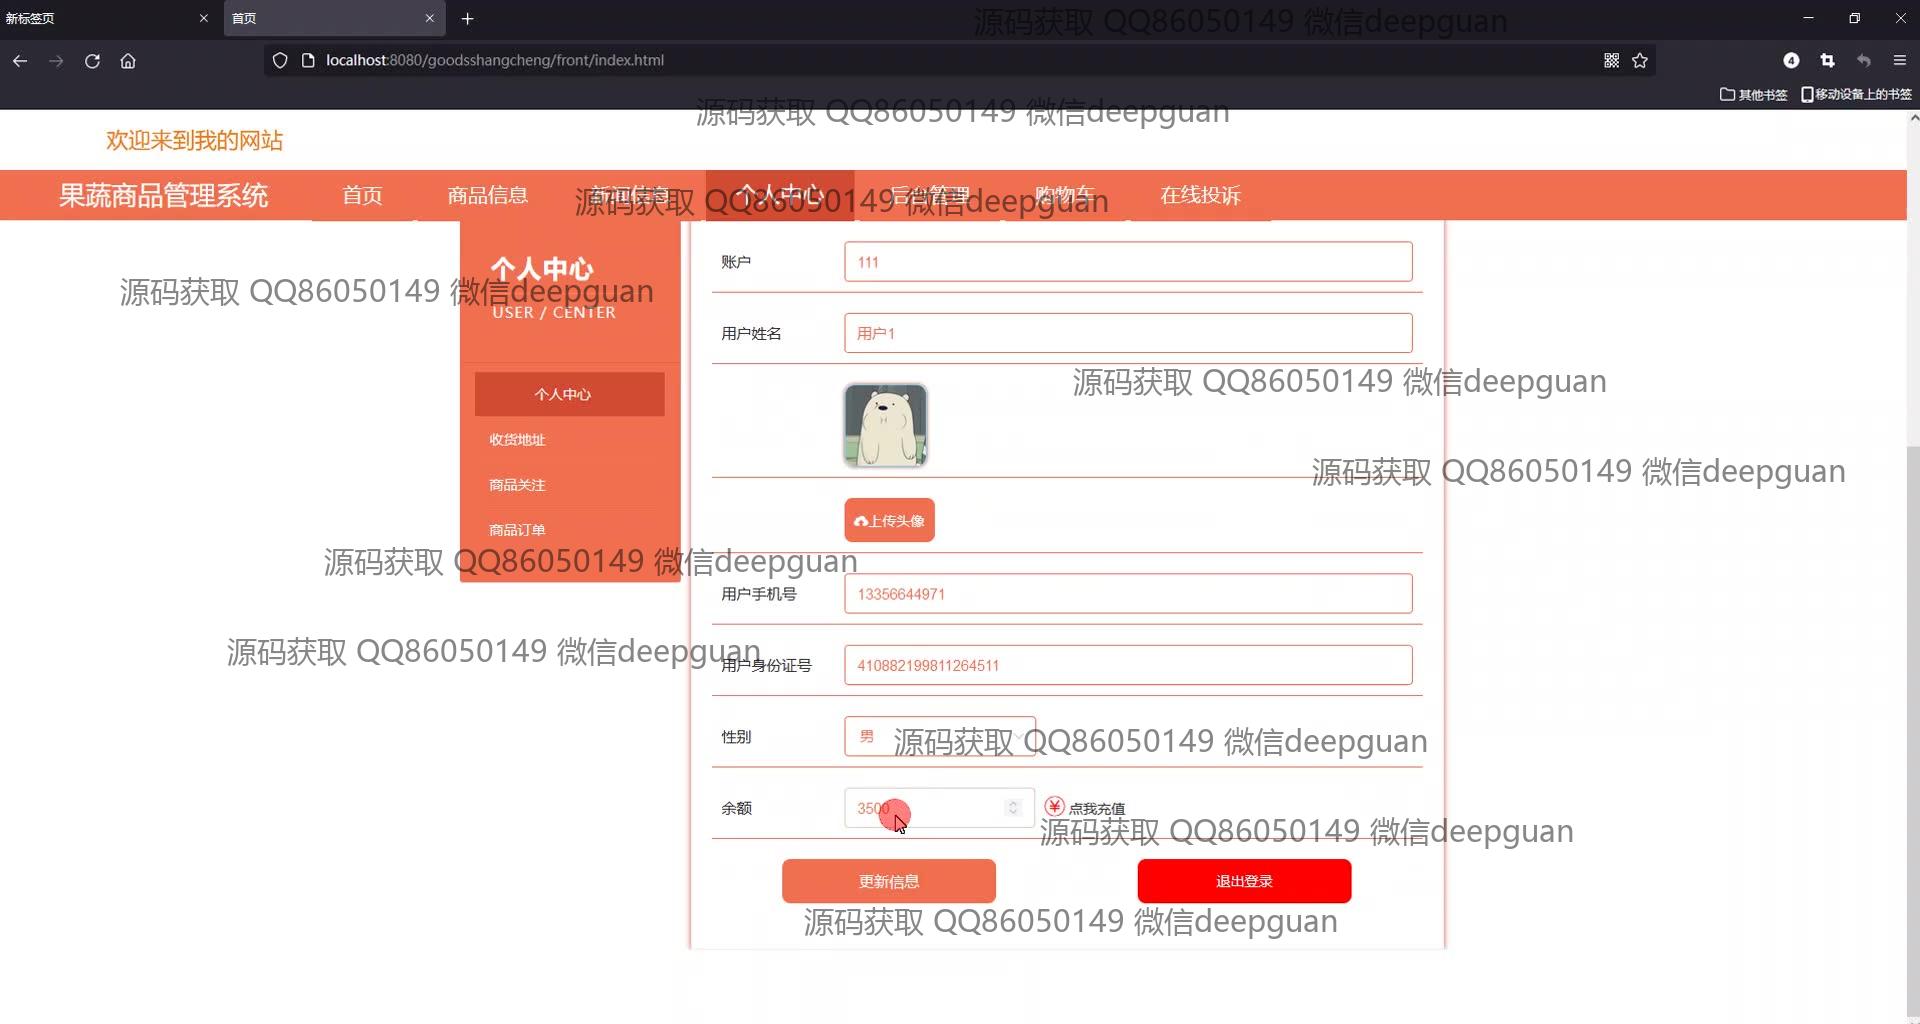 新标签页
首页
源码获取 QQ86050149 微信deepguan
localhost:8080/goodsshangcheng/front/index.html
4
其他书签
移动设备上的书签
源码获取 QQ86050149 微信deepguan
欢迎来到我的网站
果蔬商品管理系统
首页
商品信息
新闻信息
个人中心
后台管理
购物车
在线投诉
源码获取 QQ86050149 微信deepguan
个人中心
USER / CENTER
源码获取 QQ86050149 微信deepguan
个人中心
收货地址
商品关注
商品订单
账户
111
用户姓名
用户1
源码获取 QQ86050149 微信deepguan
源码获取 QQ86050149 微信deepguan
上传头像
源码获取 QQ86050149 微信deepguan
用户手机号
13356644971
源码获取 QQ86050149 微信deepguan
用户身份证号
410882199811264511
性别
男
源码获取 QQ86050149 微信deepguan
余额
3500
点我充值
源码获取 QQ86050149 微信deepguan
更新信息
退出登录
源码获取 QQ86050149 微信deepguan